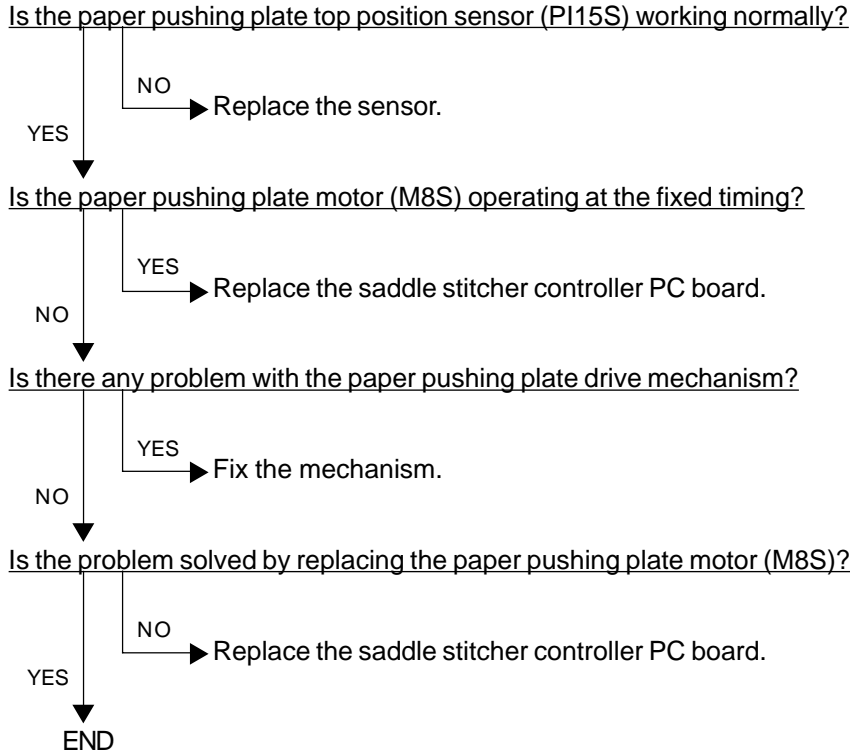 Is the paper pushing plate top position sensor (PI15S) working normally?
NO
Replace the sensor.
YES
Is the paper pushing plate motor (M8S) operating at the fixed timing?
YES
Replace the saddle stitcher controller PC board.
NO
Is there any problem with the paper pushing plate drive mechanism?
YES
Fix the mechanism.
NO
Is the problem solved by replacing the paper pushing plate motor (M8S)?
NO
Replace the saddle stitcher controller PC board.
YES
END